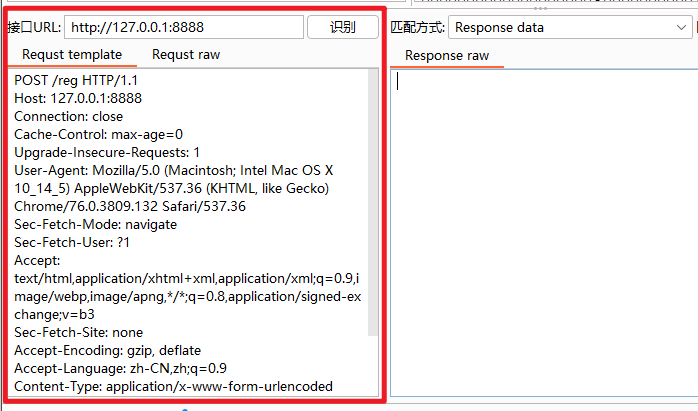 接口URL: http://127.0.0.1:8888 识别 匹配方式: Response data
Requst template Requst raw Response raw
POST /reg HTTP/1.1
Host: 127.0.0.1:8888
Connection: close
Cache-Control: max-age=0
Upgrade-Insecure-Requests: 1
User-Agent: Mozilla/5.0 (Macintosh; Intel Mac OS X
10_14_5) AppleWebKit/537.36 (KHTML, like Gecko)
Chrome/76.0.3809.132 Safari/537.36
Sec-Fetch-Mode: navigate
Sec-Fetch-User: ?1
Accept:
text/html,application/xhtml+xml,application/xml;q=0.9,i
mage/webp,image/apng,*/*;q=0.8,application/signed-ex
change;v=b3
Sec-Fetch-Site: none
Accept-Encoding: gzip, deflate
Accept-Language: zh-CN,zh;q=0.9
Content-Type: application/x-www-form-urlencoded